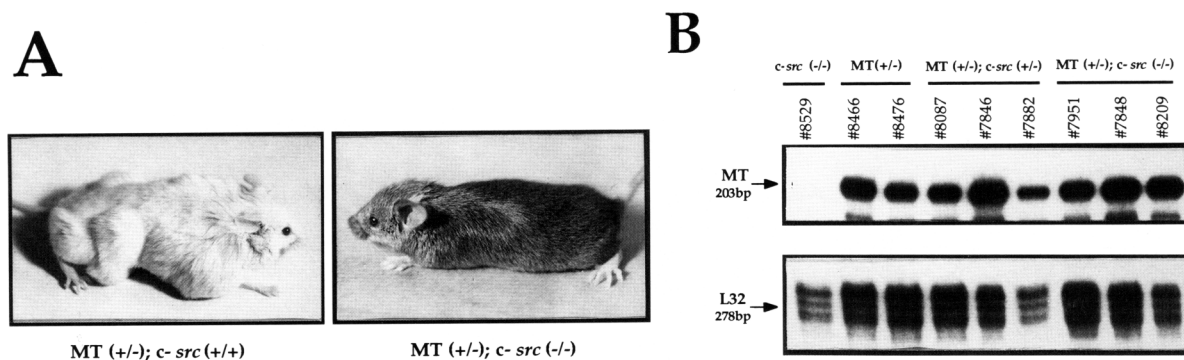 A
MT (+/-); c- src (+/+)
MT (+/-); c- src (-/-)
B
c- src (-/-)
MT (+/-)
MT (+/-); c-src (+/-)
MT (+/-); c-src (-/-)
#8529
#8466
#8476
#8087
#7846
#7882
#7951
#7848
#8209
MT
203bp
L32
278bp